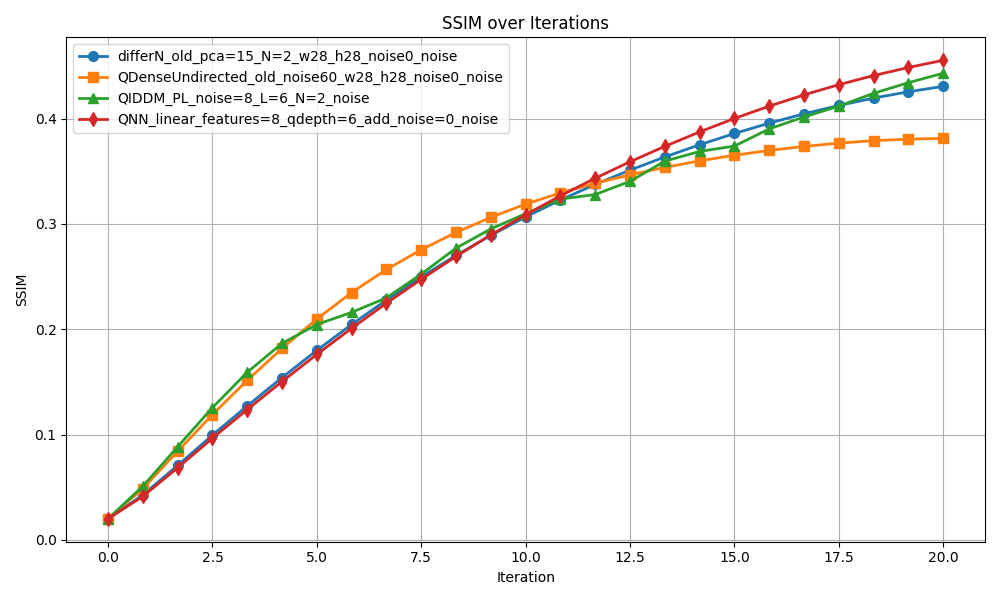 SSIM over Iterations
differN_old_pca=15_N=2_w28_h28_noise0_noise
QDenseUndirected_old_noise60_w28_h28_noise0_noise
QIDDM_PL_noise=8_L=6_N=2_noise
QNN_linear_features=8_qdepth=6_add_noise=0_noise
SSIM
0.4
0.3
0.2
0.1
0.0
0.0 2.5 5.0 7.5 10.0 12.5 15.0 17.5 20.0
Iteration